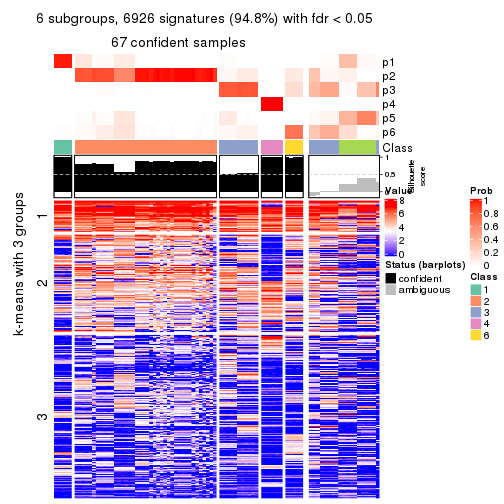 6 subgroups, 6926 signatures (94.8%) with fdr < 0.05
67 confident samples
p1
p2
p3
p4
p5
p6
Class
1
0.5
0
Silhouette
score
k-means with 3 groups
1
2
3
Value
8
6
4
2
0
Status (barplots)
confident
ambiguous
Prob
1
0.8
0.6
0.4
0.2
0
Class
1
2
3
4
6